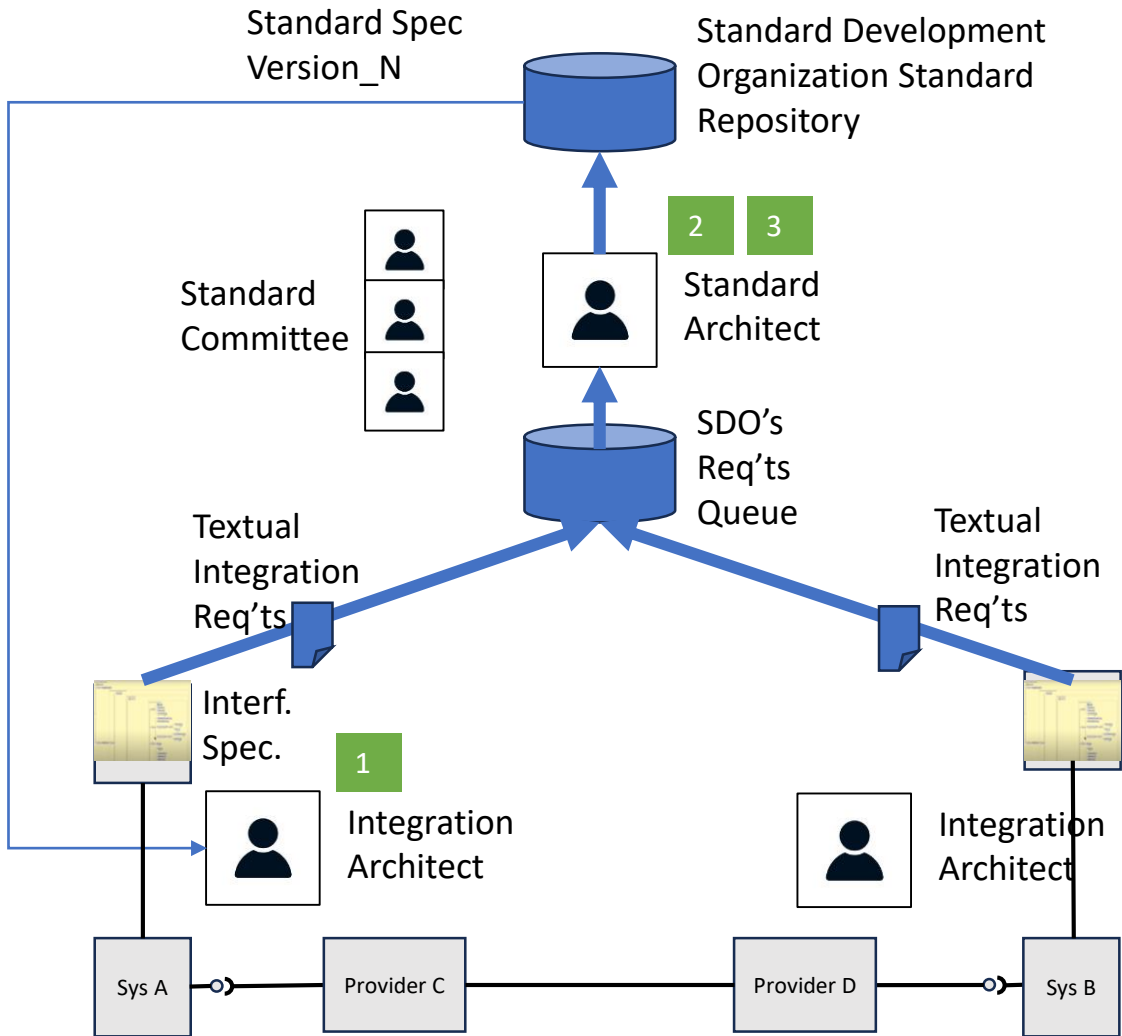 Standard Spec
Version_N
Standard Development
Organization Standard
Repository
2
3
Standard
Committee
Standard
Architect
SDO's
Req'ts
Queue
Textual
Integration
Req'ts
Textual
Integration
Req'ts
Interf.
Spec.
1
Integration
Architect
Integration
Architect
Sys A
Provider C
Provider D
Sys B